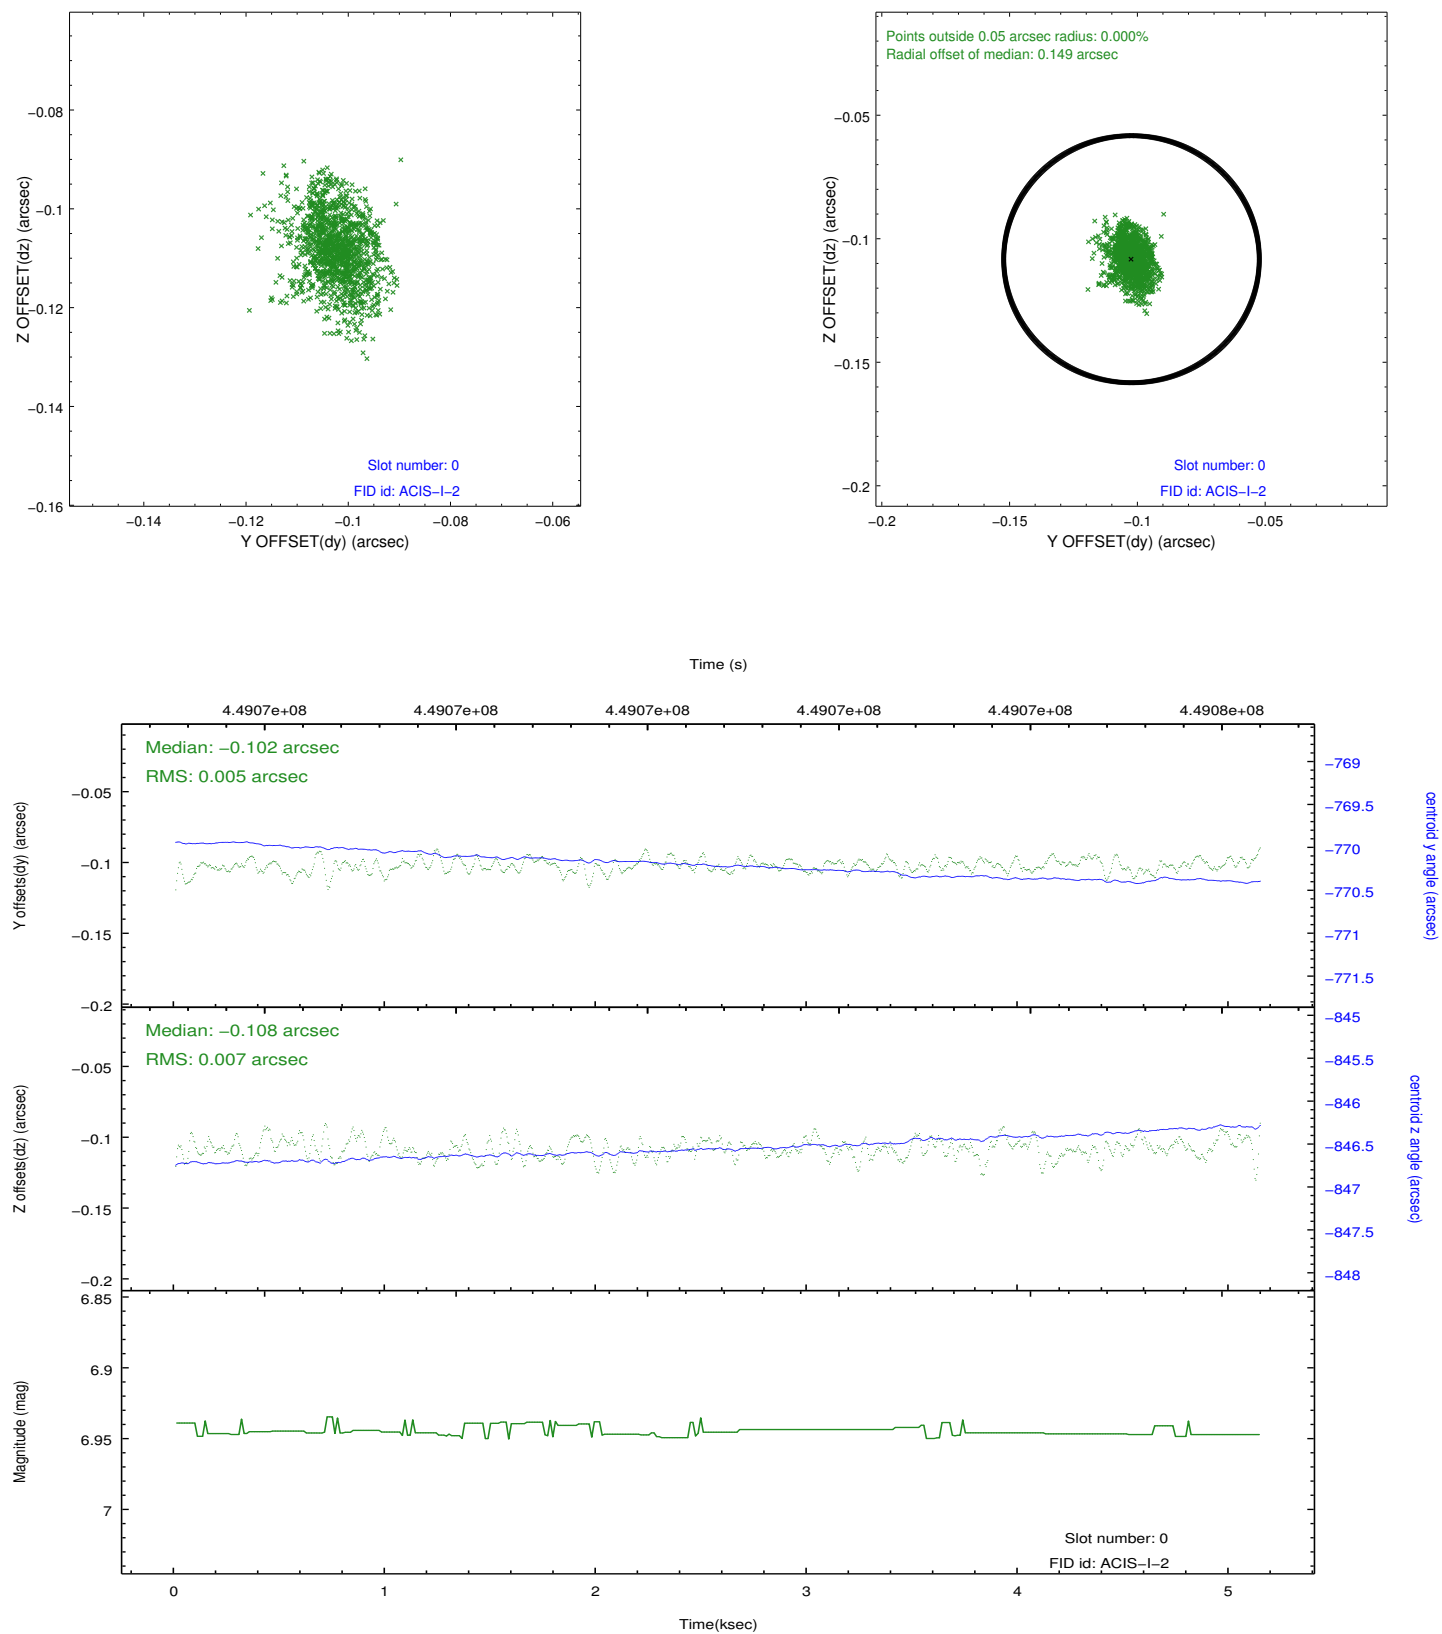 −0.08
−0.1
−0.12
−0.14
−0.16
Z OFFSET(dz) (arcsec)
Slot number: 0
FID id: ACIS−I−2
−0.14 −0.12 −0.1 −0.08 −0.06
Y OFFSET(dy) (arcsec)
Points outside 0.05 arcsec radius: 0.000%
Radial offset of median: 0.149 arcsec
−0.05
−0.1
−0.15
−0.2
Z OFFSET(dz) (arcsec)
Slot number: 0
FID id: ACIS−I−2
−0.2 −0.15 −0.1 −0.05
Y OFFSET(dy) (arcsec)
Time (s)
4.4907e+08 4.4907e+08 4.4907e+08 4.4907e+08 4.4907e+08 4.4908e+08
Median: −0.102 arcsec
RMS: 0.005 arcsec
−0.05
−0.1
−0.15
−0.2
Y offsets(dy) (arcsec)
−769
−769.5
−770
−770.5
−771
−771.5
centroid y angle (arcsec)
Median: −0.108 arcsec
RMS: 0.007 arcsec
−0.05
−0.1
−0.15
−0.2
Z offsets(dz) (arcsec)
−845
−845.5
−846
−846.5
−847
−847.5
−848
centroid z angle (arcsec)
6.85
6.9
6.95
7
Magnitude (mag)
Slot number: 0
FID id: ACIS−I−2
0 1 2 3 4 5
Time(ksec)